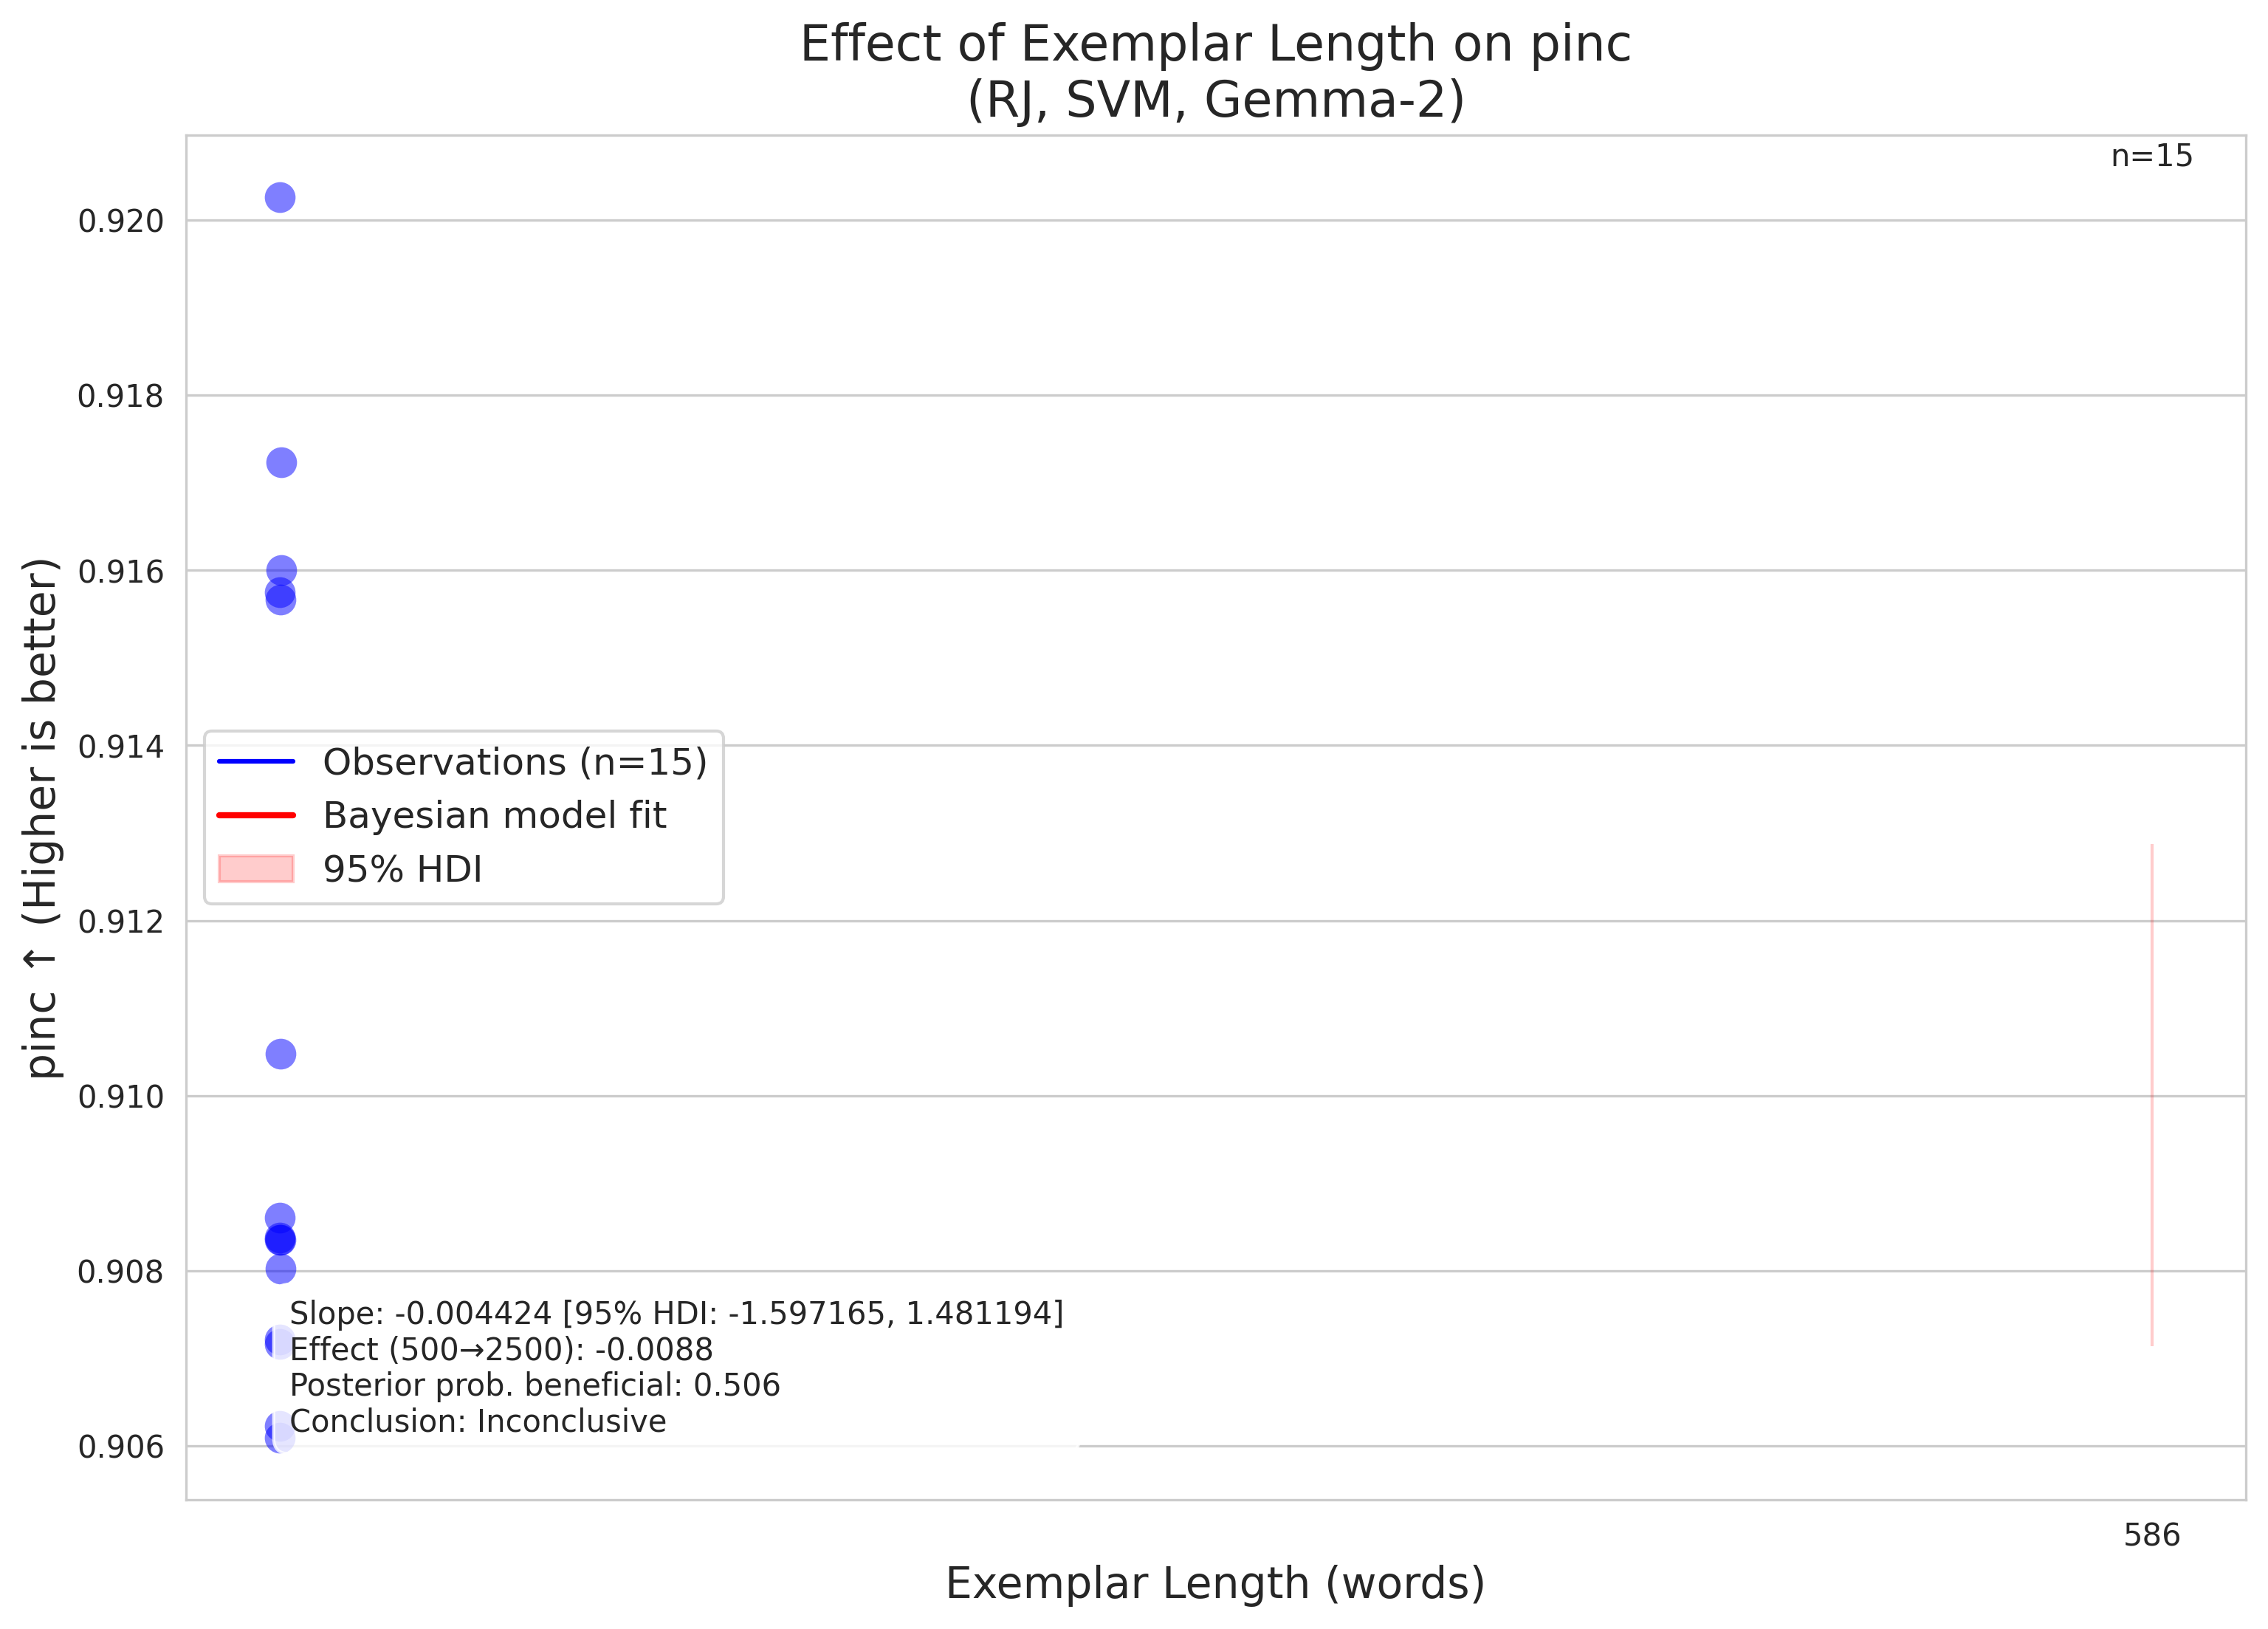 Effect of Exemplar Length on pinc
(RJ, SVM, Gemma-2)
n=15
pinc ↑ (Higher is better)
0.920
0.918
0.916
0.914
0.912
0.910
0.908
0.906
Observations (n=15)
Bayesian model fit
95% HDI
Slope: -0.004424 [95% HDI: -1.597165, 1.481194]
Effect (500→2500): -0.0088
Posterior prob. beneficial: 0.506
Conclusion: Inconclusive
586
Exemplar Length (words)